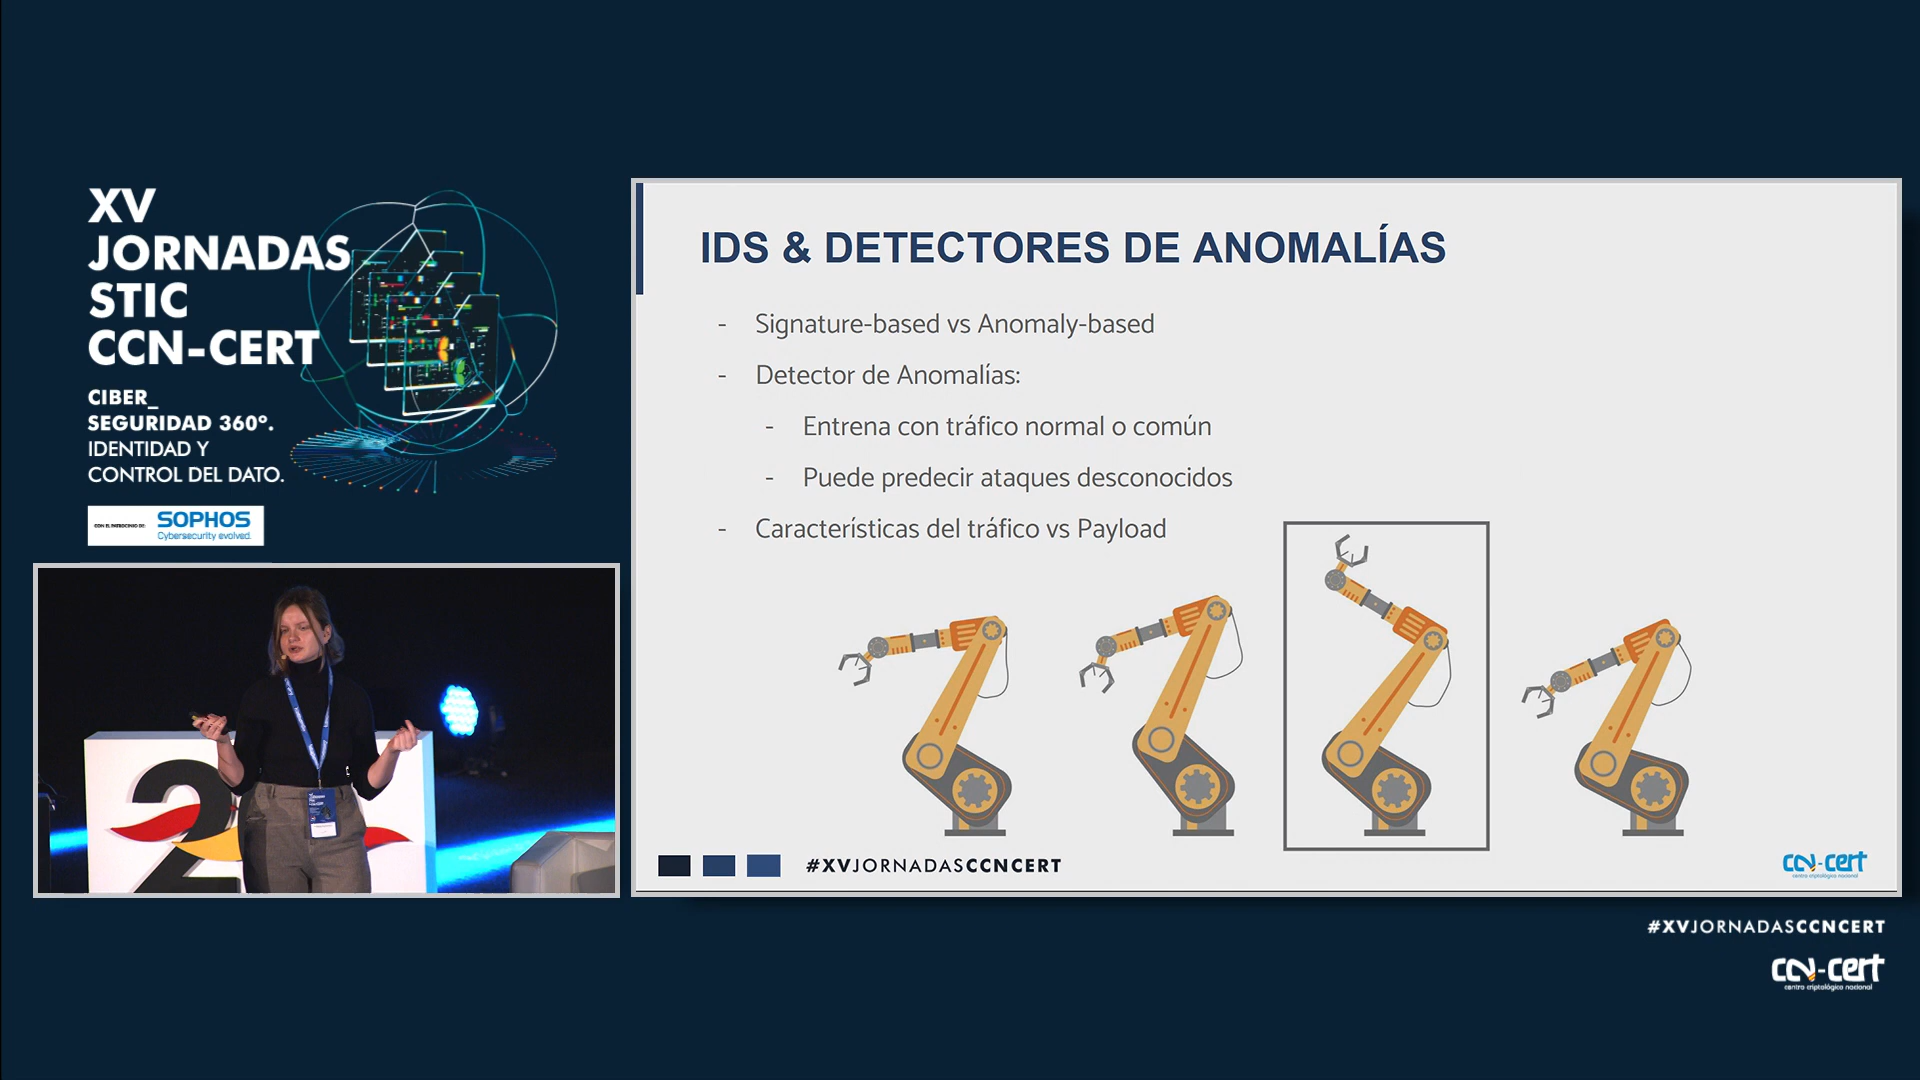 XV
JORNADAS
STIC
CCN-CERT
CIBER_
SEGURIDAD 360º.
IDENTIDAD Y
CONTROL DEL DATO.
CON EL PATROCINIO DE:
SOPHOS
Cybersecurity evolved.
IDS & DETECTORES DE ANOMALÍAS
- Signature-based vs Anomaly-based
- Detector de Anomalías:
- Entrena con tráfico normal o común
- Puede predecir ataques desconocidos
- Características del tráfico vs Payload
#XVJORNADASCCNCERT
ccn-cert
centro criptológico nacional
#XVJORNADASCCNCERT
ccn-cert
centro criptológico nacional